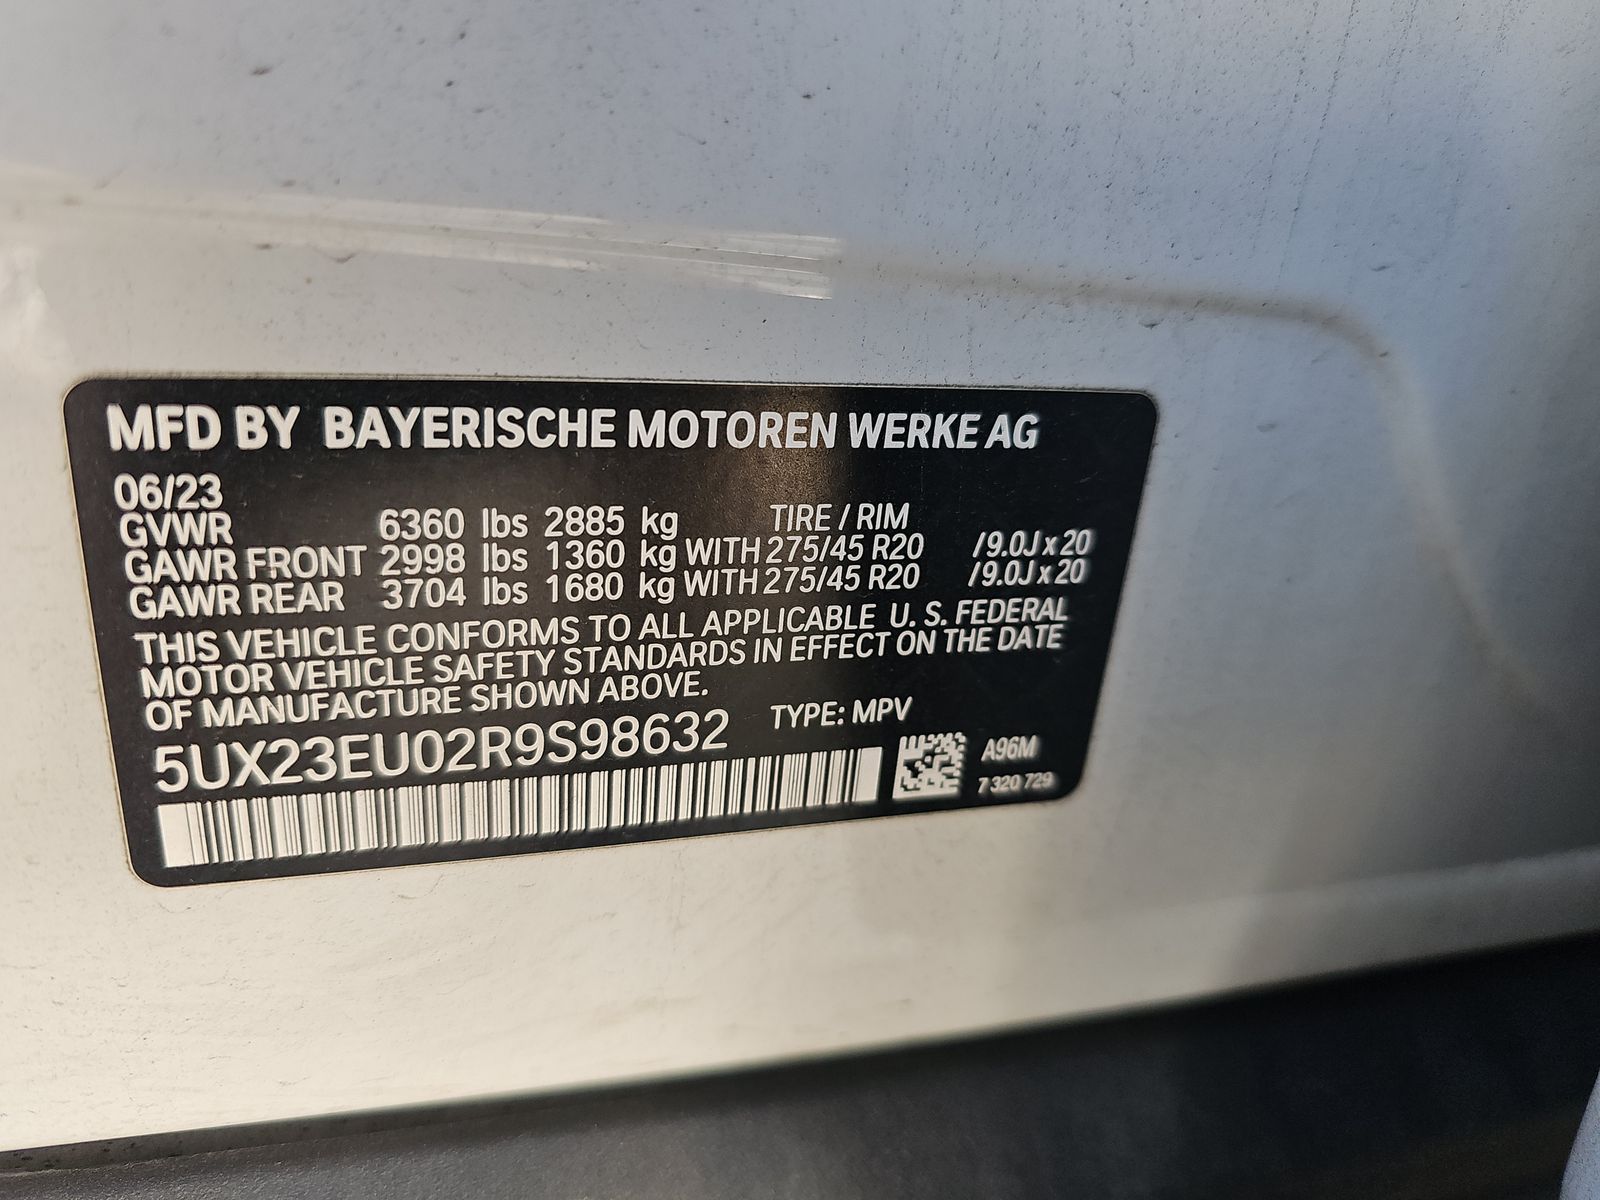 MFD BY BAYERISCHE MOTOREN WERKE AG
06/23
GVWR 6360 lbs 2885 kg TIRE / RIM
GAWR FRONT 2998 lbs 1360 kg WITH 275/45 R20 /9.0J x 20
GAWR REAR 3704 lbs 1680 kg WITH 275/45 R20 /9.0J x 20
THIS VEHICLE CONFORMS TO ALL APPLICABLE U. S. FEDERAL
MOTOR VEHICLE SAFETY STANDARDS IN EFFECT ON THE DATE
OF MANUFACTURE SHOWN ABOVE.
5UX23EU02R9S98632 TYPE: MPV
A96M
7 320 729